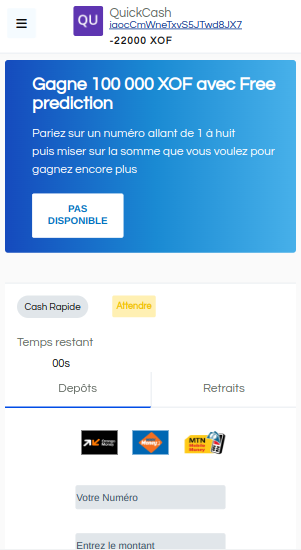 QU
QuickCash
iaocCmWneTxvS5JTwd8JX7
-22000 XOF
Gagne 100 000 XOF avec Free
prediction
Pariez sur un numéro allant de 1 à huit
puis miser sur la somme que vous voulez pour
gagnez encore plus
PAS
DISPONIBLE
Cash Rapide
Attendre
Temps restant
00s
Depôts
Retraits
Orange
Money
Money
MTN
Mobile
Money
Votre Numéro
Entrez le montant